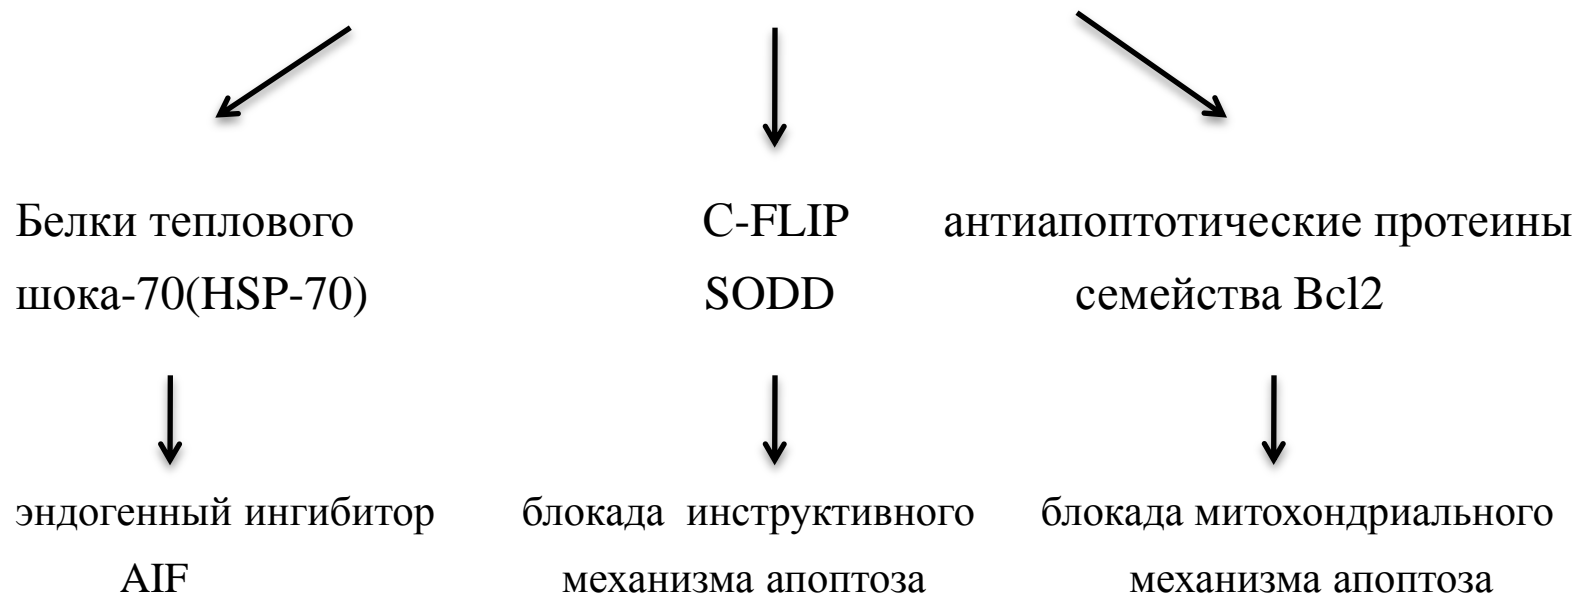 Белки теплового
шока-70(HSP-70)
C-FLIP
SODD
антиапоптотические протеины
семейства Bcl2
эндогенный ингибитор
AIF
блокада инструктивного
механизма апоптоза
блокада митохондриального
механизма апоптоза